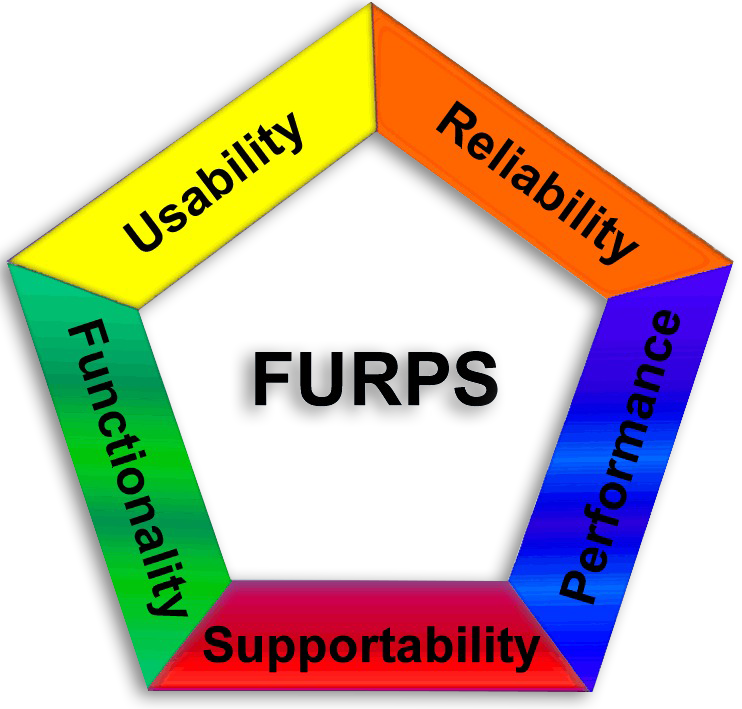 Usability
Reliability
Functionality
FURPS
Performance
Supportability